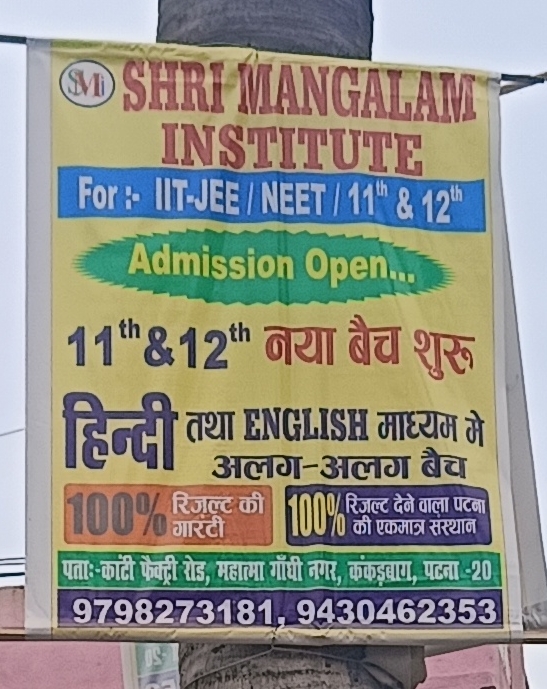 SMi
SHRI MANGALAM
INSTITUTE
For :- IIT-JEE / NEET / 11th & 12th
Admission Open...
11th & 12th नया बैच शुरू
हिन्दी तथा ENGLISH माध्यम मे
अलग-अलग बैच
100% रिजल्ट की
गारंटी
100% रिजल्ट देने वाला पटना
की एकमात्र संस्थान
पताः-कांटी फैक्ट्री रोड, महात्मा गाँधी नगर, कंकड़बाग, पटना -20
9798273181, 9430462353